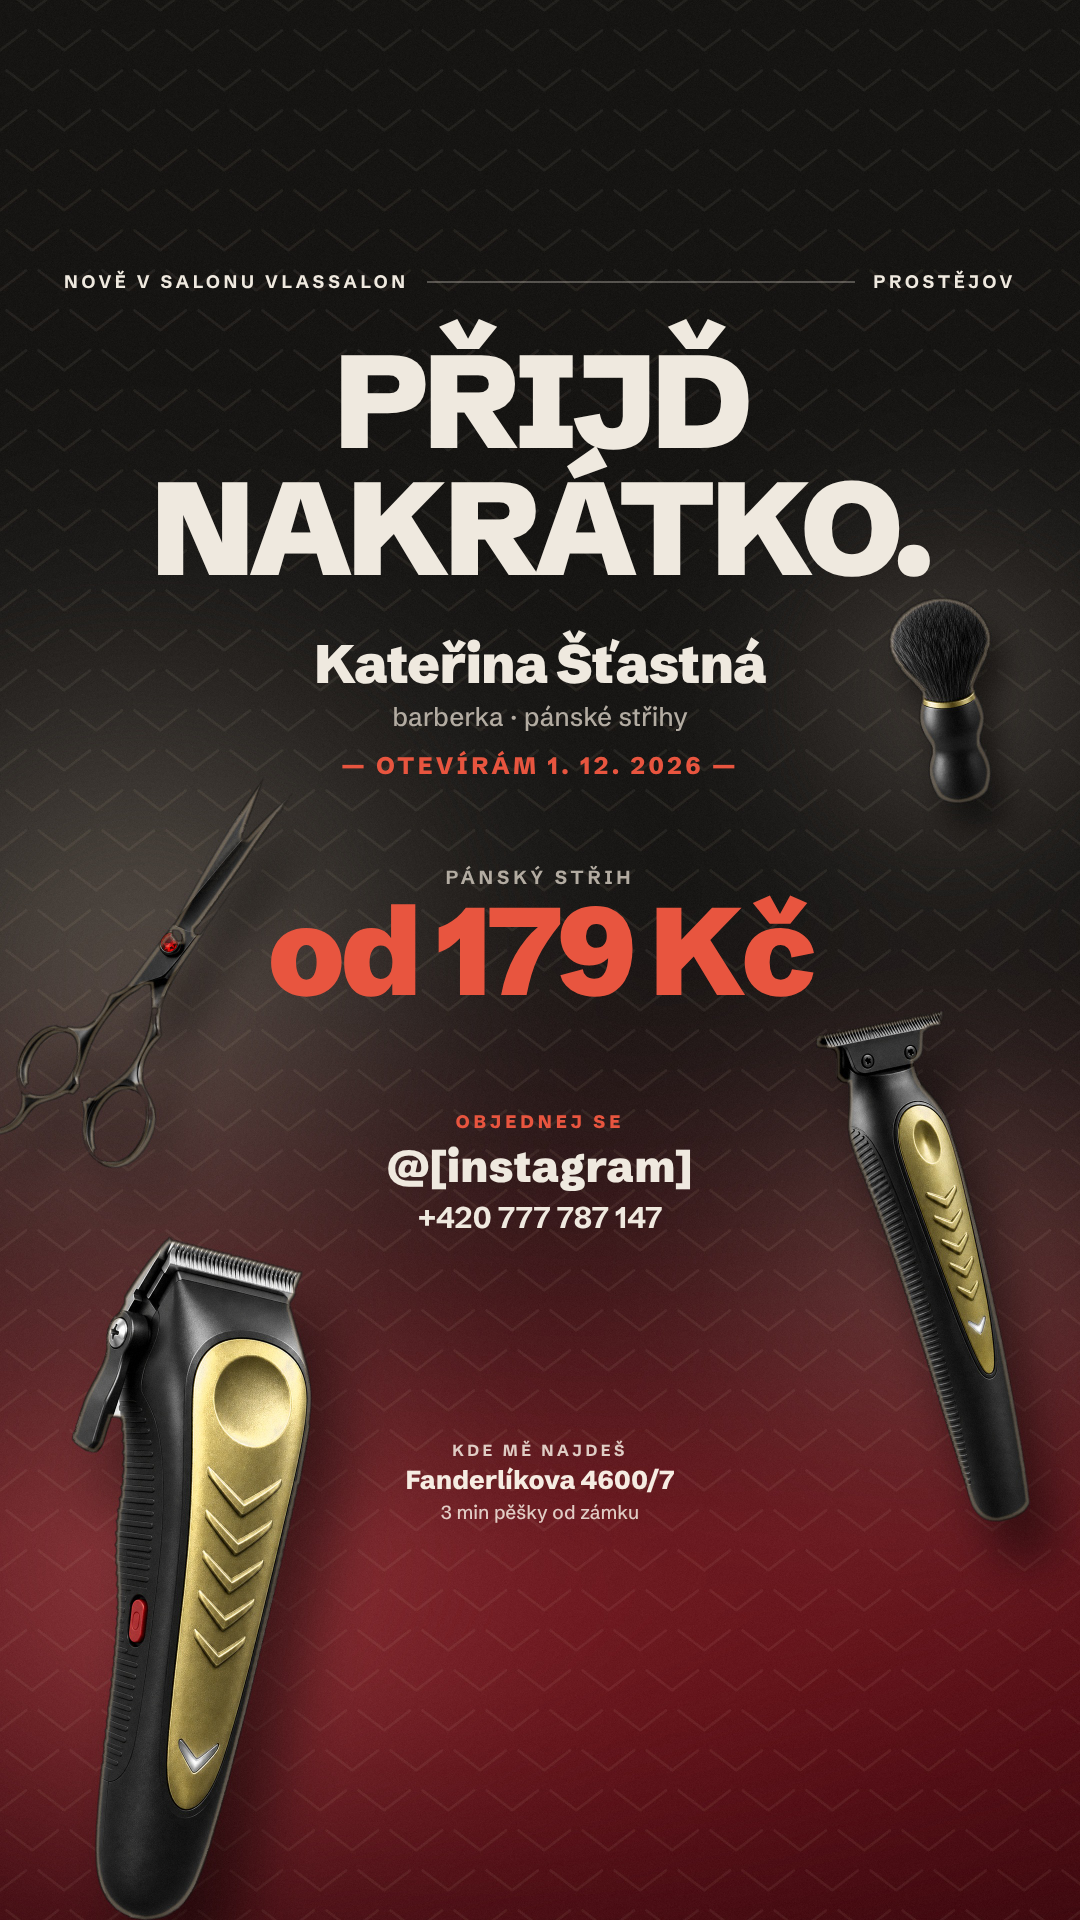 NOVĚ V SALONU VLASSALON PROSTĚJOV
PŘIJĎ
NAKRÁTKO.
Kateřina Šťastná
barberka · pánské střihy
— OTEVÍRÁM 1. 12. 2026 —
PÁNSKÝ STŘIH
od 179 Kč
OBJEDNEJ SE
@[instagram]
+420 777 787 147
KDE MĚ NAJDEŠ
Fanderlíkova 4600/7
3 min pěšky od zámku